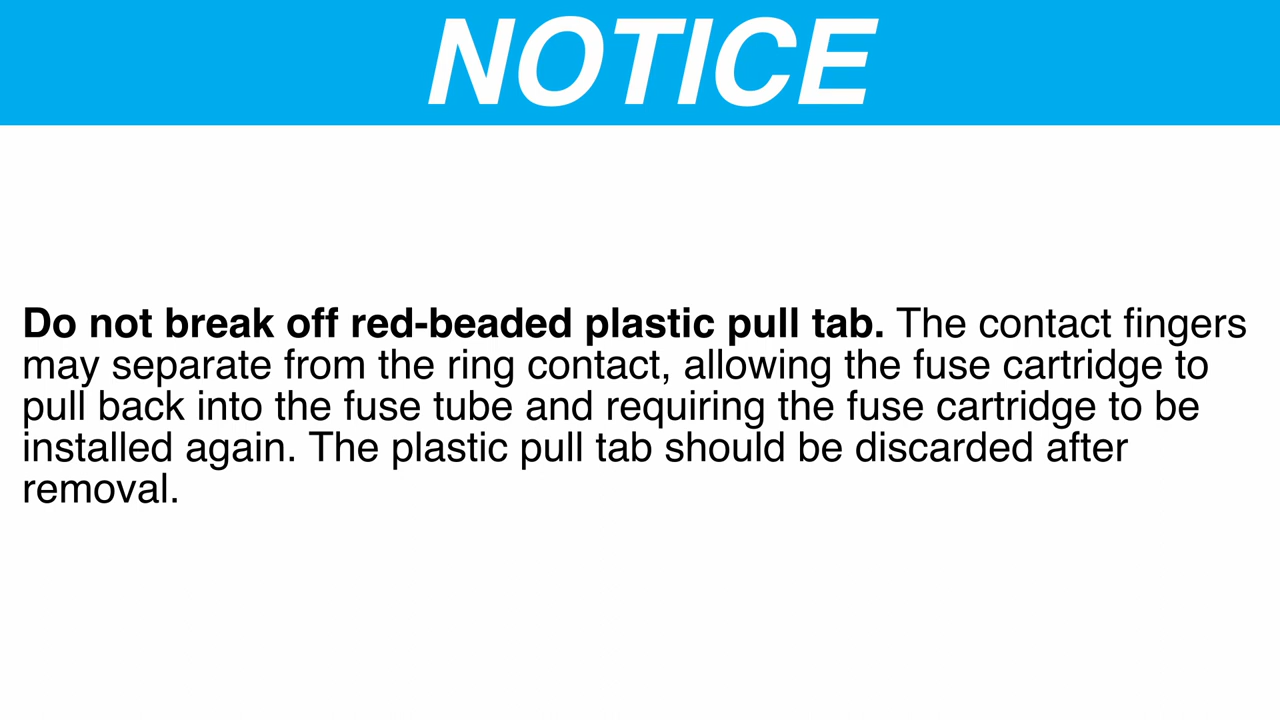 NOTICE
Do not break off red-beaded plastic pull tab. The contact fingers
may separate from the ring contact, allowing the fuse cartridge to
pull back into the fuse tube and requiring the fuse cartridge to be
installed again. The plastic pull tab should be discarded after
removal.